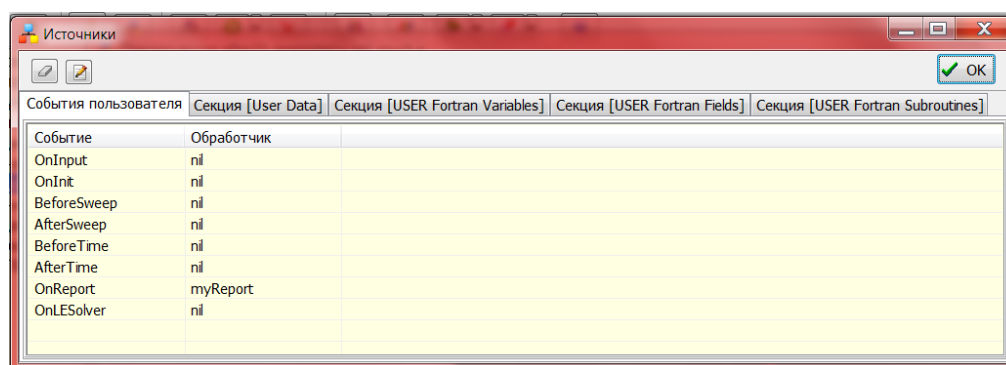 Источники
OK
События пользователя Секция [User Data] Секция [USER Fortran Variables] Секция [USER Fortran Fields] Секция [USER Fortran Subroutines]
Событие Обработчик
OnInput nil
OnInit nil
BeforeSweep nil
AfterSweep nil
BeforeTime nil
AfterTime nil
OnReport myReport
OnLESolver nil